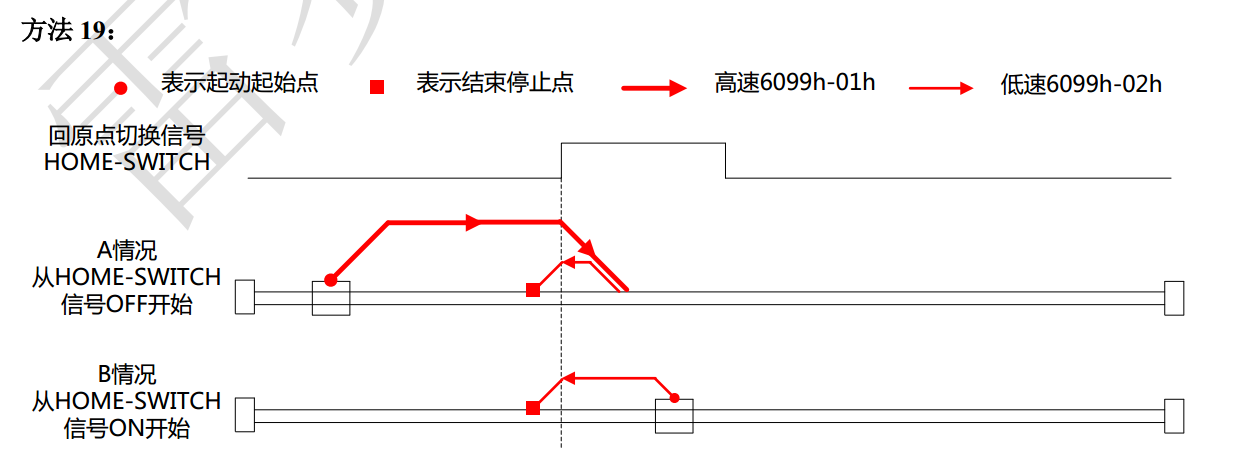 方法 19：
表示起动起始点
表示结束停止点
高速6099h-01h
低速6099h-02h
回原点切换信号
HOME-SWITCH
A情况
从HOME-SWITCH
信号OFF开始
B情况
从HOME-SWITCH
信号ON开始